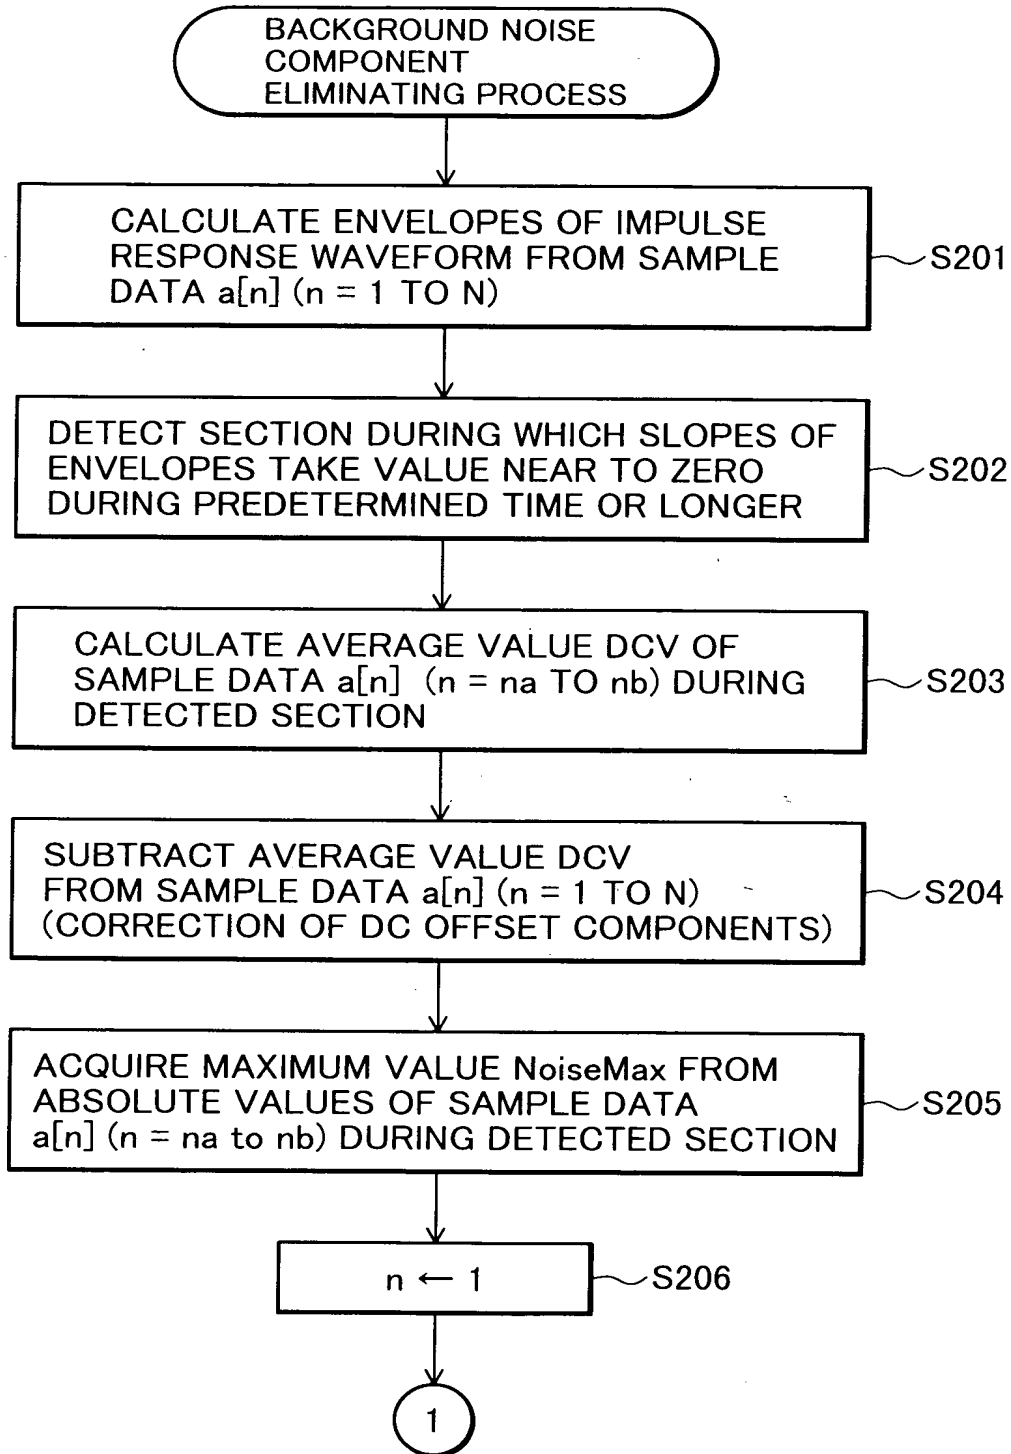 BACKGROUND NOISE
COMPONENT
ELIMINATING PROCESS
CALCULATE ENVELOPES OF IMPULSE
RESPONSE WAVEFORM FROM SAMPLE
DATA a[n] (n = 1 TO N)
S201
DETECT SECTION DURING WHICH SLOPES OF
ENVELOPES TAKE VALUE NEAR TO ZERO
DURING PREDETERMINED TIME OR LONGER
S202
CALCULATE AVERAGE VALUE DCV OF
SAMPLE DATA a[n] (n = na TO nb) DURING
DETECTED SECTION
S203
SUBTRACT AVERAGE VALUE DCV
FROM SAMPLE DATA a[n] (n = 1 TO N)
(CORRECTION OF DC OFFSET COMPONENTS)
S204
ACQUIRE MAXIMUM VALUE NoiseMax FROM
ABSOLUTE VALUES OF SAMPLE DATA
a[n] (n = na to nb) DURING DETECTED SECTION
S205
n ← 1
S206
1